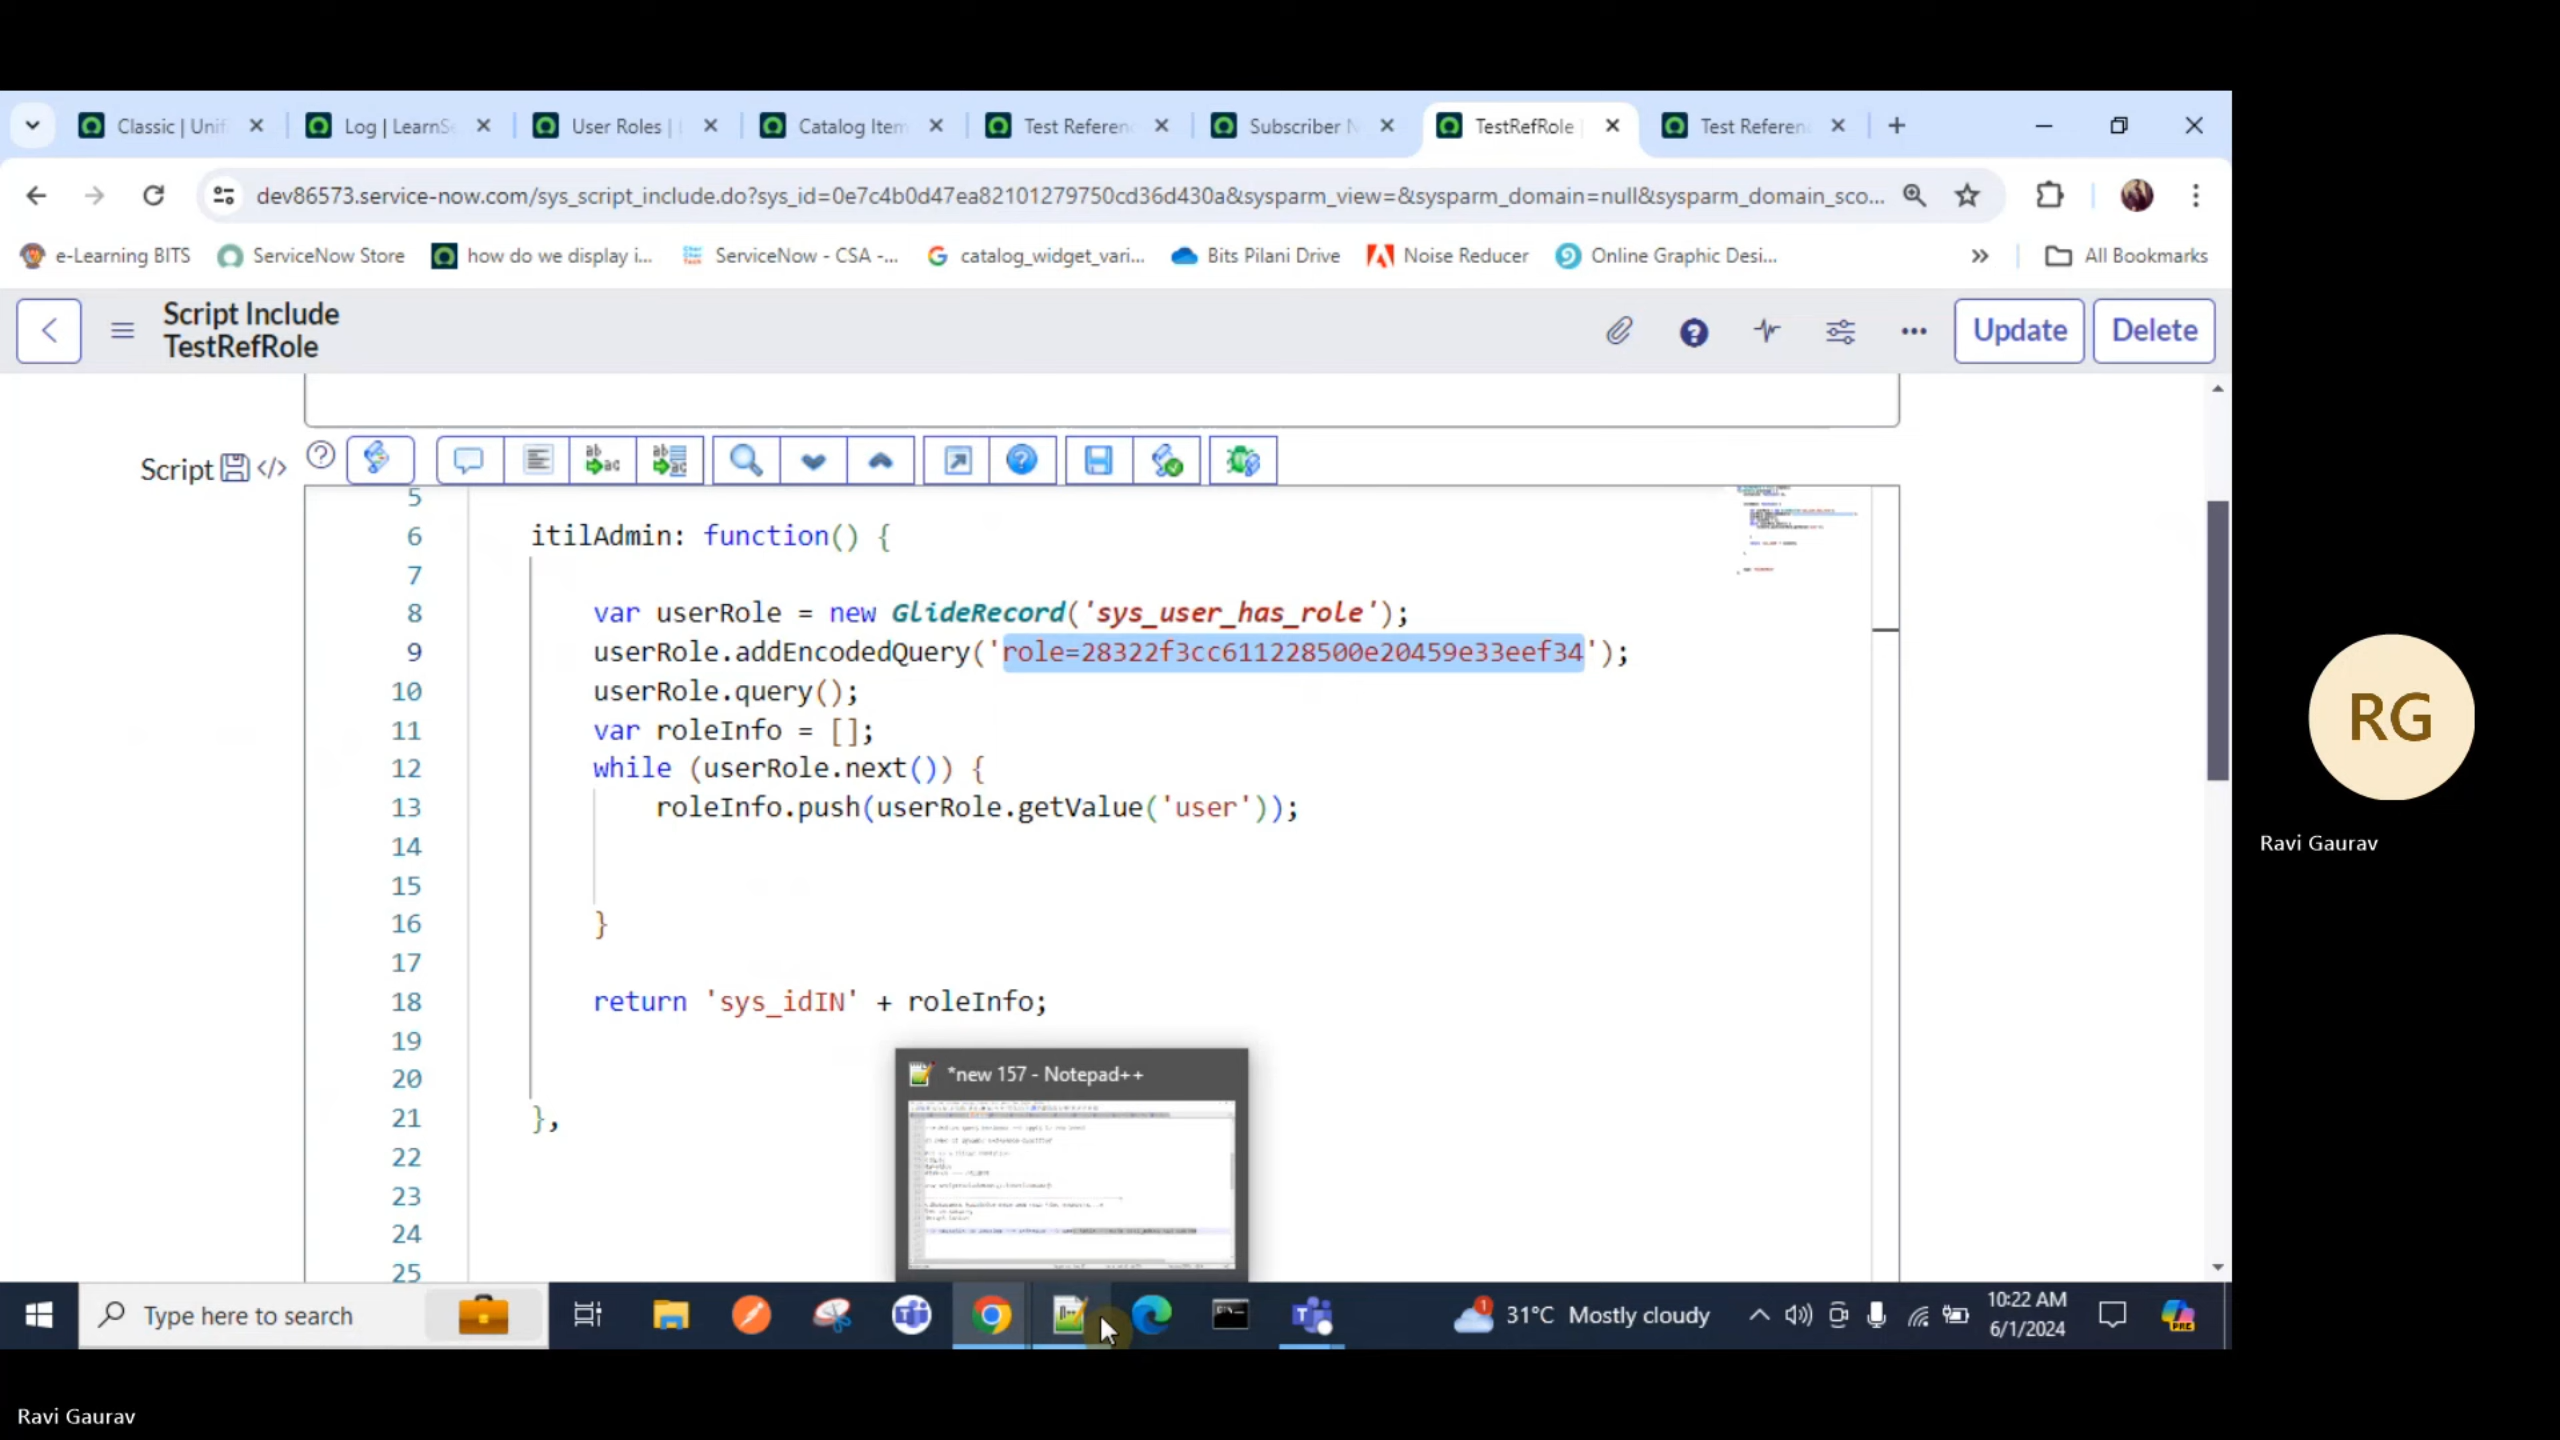 Classic | Unif
Log | LearnSe
User Roles |
Catalog Item
Test Referen
Subscriber N
TestRefRole
Test Referen
dev86573.service-now.com/sys_script_include.do?sys_id=0e7c4b0d47ea82101279750cd36d430a&sysparm_view=&sysparm_domain=null&sysparm_domain_sco...
e-Learning BITS
ServiceNow Store
how do we display i...
ServiceNow - CSA -...
catalog_widget_vari...
Bits Pilani Drive
Noise Reducer
Online Graphic Desi...
All Bookmarks
Script Include
TestRefRole
Update
Delete
Script
5
6 itilAdmin: function() {
7
8 var userRole = new GlideRecord('sys_user_has_role');
9 userRole.addEncodedQuery('role=28322f3cc611228500e20459e33eef34');
10 userRole.query();
11 var roleInfo = [];
12 while (userRole.next()) {
13 roleInfo.push(userRole.getValue('user'));
14
15
16 }
17
18 return 'sys_idIN' + roleInfo;
19
20
21 },
22
23
24
25
*new 157 - Notepad++
Type here to search
1
31°C Mostly cloudy
10:22 AM
6/1/2024
PRE
RG
Ravi Gaurav
Ravi Gaurav